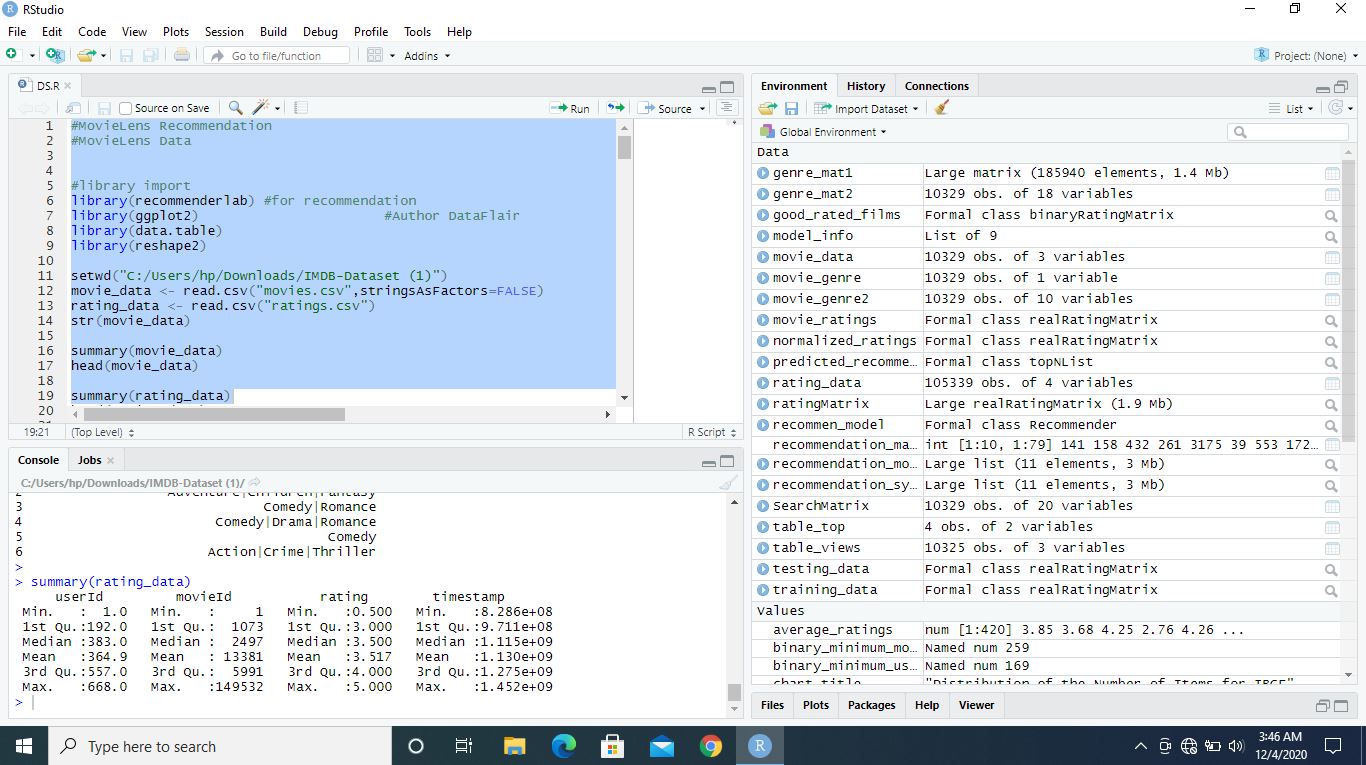 RStudio
File Edit Code View Plots Session Build Debug Profile Tools Help
Go to file/function Addins Project: (None)
DS.R
Source on Save Run Source
1 #MovieLens Recommendation
2 #MovieLens Data
3
4
5 #library import
6 library(recommenderlab) #for recommendation
7 library(ggplot2) #Author DataFlair
8 library(data.table)
9 library(reshape2)
10
11 setwd("C:/Users/hp/Downloads/IMDB-Dataset (1)")
12 movie_data <- read.csv("movies.csv",stringsAsFactors=FALSE)
13 rating_data <- read.csv("ratings.csv")
14 str(movie_data)
15
16 summary(movie_data)
17 head(movie_data)
18
19 summary(rating_data)
20
19:21 (Top Level) R Script
Console Jobs
C:/Users/hp/Downloads/IMDB-Dataset (1)/
2 Adventure|Children|Fantasy
3 Comedy|Romance
4 Comedy|Drama|Romance
5 Comedy
6 Action|Crime|Thriller
>
> summary(rating_data)
userId movieId rating timestamp
Min. : 1.0 Min. : 1 Min. :0.500 Min. :8.286e+08
1st Qu.:192.0 1st Qu.: 1073 1st Qu.:3.000 1st Qu.:9.711e+08
Median :383.0 Median : 2497 Median :3.500 Median :1.115e+09
Mean :364.9 Mean : 13381 Mean :3.517 Mean :1.130e+09
3rd Qu.:557.0 3rd Qu.: 5991 3rd Qu.:4.000 3rd Qu.:1.275e+09
Max. :668.0 Max. :149532 Max. :5.000 Max. :1.452e+09
>
Environment History Connections
Import Dataset List
Global Environment
Data
genre_mat1 Large matrix (185940 elements, 1.4 Mb)
genre_mat2 10329 obs. of 18 variables
good_rated_films Formal class binaryRatingMatrix
model_info List of 9
movie_data 10329 obs. of 3 variables
movie_genre 10329 obs. of 1 variable
movie_genre2 10329 obs. of 10 variables
movie_ratings Formal class realRatingMatrix
normalized_ratings Formal class realRatingMatrix
predicted_recomme… Formal class topNList
rating_data 105339 obs. of 4 variables
ratingMatrix Large realRatingMatrix (1.9 Mb)
recommen_model Formal class Recommender
recommendation_ma… int [1:10, 1:79] 141 158 432 261 3175 39 553 172…
recommendation_mo… Large list (11 elements, 3 Mb)
recommendation_sy… Large list (11 elements, 3 Mb)
SearchMatrix 10329 obs. of 20 variables
table_top 4 obs. of 2 variables
table_views 10325 obs. of 3 variables
testing_data Formal class realRatingMatrix
training_data Formal class realRatingMatrix
Values
average_ratings num [1:420] 3.85 3.68 4.25 2.76 4.26 ...
binary_minimum_mo… Named num 259
binary_minimum_us… Named num 169
chart_title "Distribution of the Number of Items for IBCF"
Files Plots Packages Help Viewer
Type here to search
3:46 AM
12/4/2020